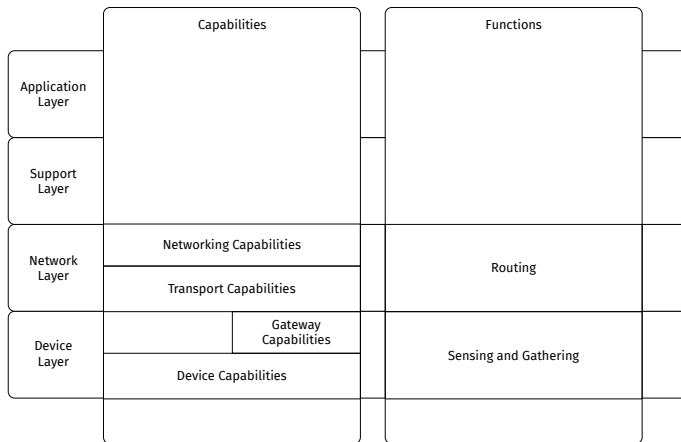 Capabilities
Functions
Application
Layer
Support
Layer
Network
Layer
Networking Capabilities
Transport Capabilities
Routing
Device
Layer
Gateway
Capabilities
Device Capabilities
Sensing and Gathering